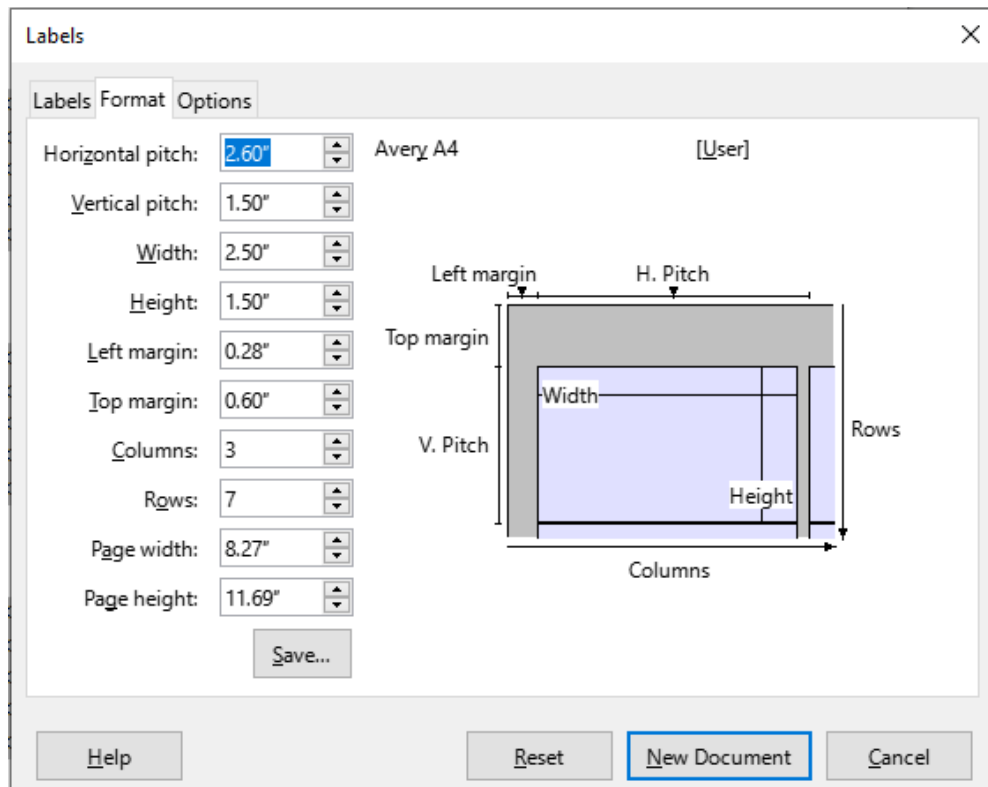 Labels
Labels Format Options
Horizontal pitch: 2.60" Avery A4 [User]
Vertical pitch: 1.50"
Width: 2.50"
Height: 1.50"
Left margin: 0.28"
Top margin: 0.60"
Columns: 3
Rows: 7
Page width: 8.27"
Page height: 11.69"
Save...
Left margin H. Pitch
Top margin
Width
V. Pitch
Rows
Height
Columns
Help Reset New Document Cancel